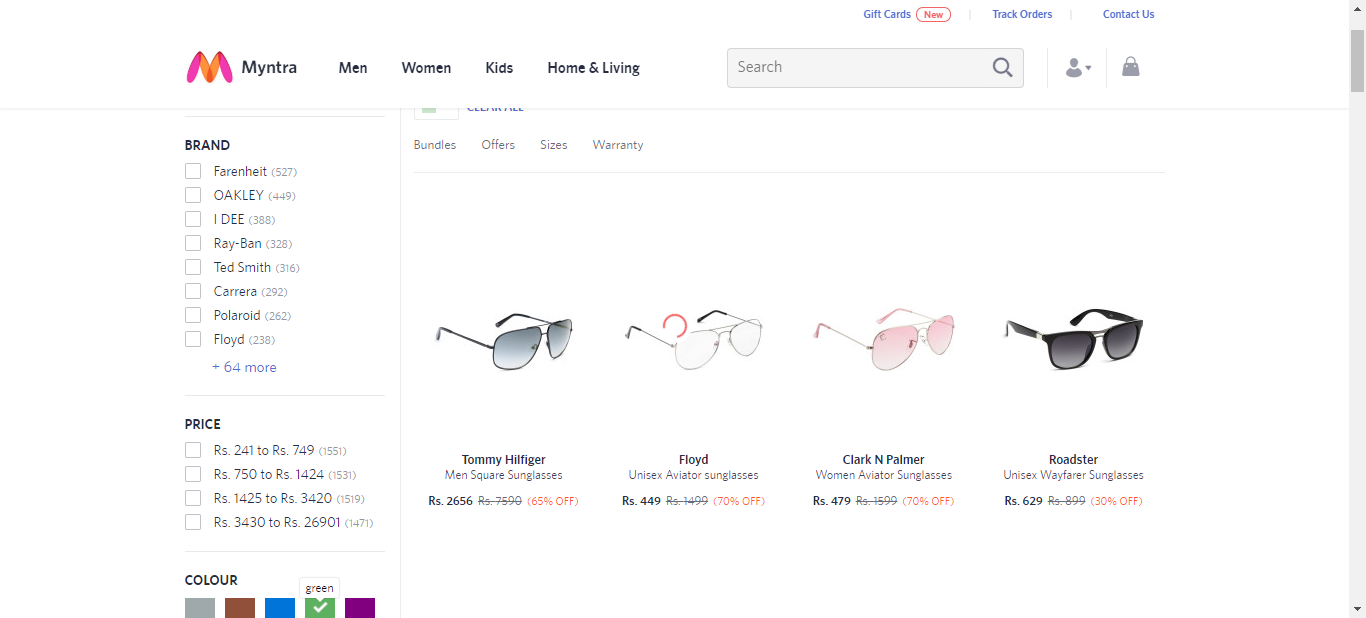 Gift Cards New Track Orders Contact Us
Myntra Men Women Kids Home & Living Search
CLEAR ALL
Bundles Offers Sizes Warranty
BRAND
Farenheit (527)
OAKLEY (449)
I DEE (388)
Ray-Ban (328)
Ted Smith (316)
Carrera (292)
Polaroid (262)
Floyd (238)
+ 64 more
PRICE
Rs. 241 to Rs. 749 (1551)
Rs. 750 to Rs. 1424 (1531)
Rs. 1425 to Rs. 3420 (1519)
Rs. 3430 to Rs. 26901 (1471)
COLOUR
green
Tommy Hilfiger
Men Square Sunglasses
Rs. 2656 Rs. 7590 (65% OFF)
Floyd
Unisex Aviator sunglasses
Rs. 449 Rs. 1499 (70% OFF)
Clark N Palmer
Women Aviator Sunglasses
Rs. 479 Rs. 1599 (70% OFF)
Roadster
Unisex Wayfarer Sunglasses
Rs. 629 Rs. 899 (30% OFF)